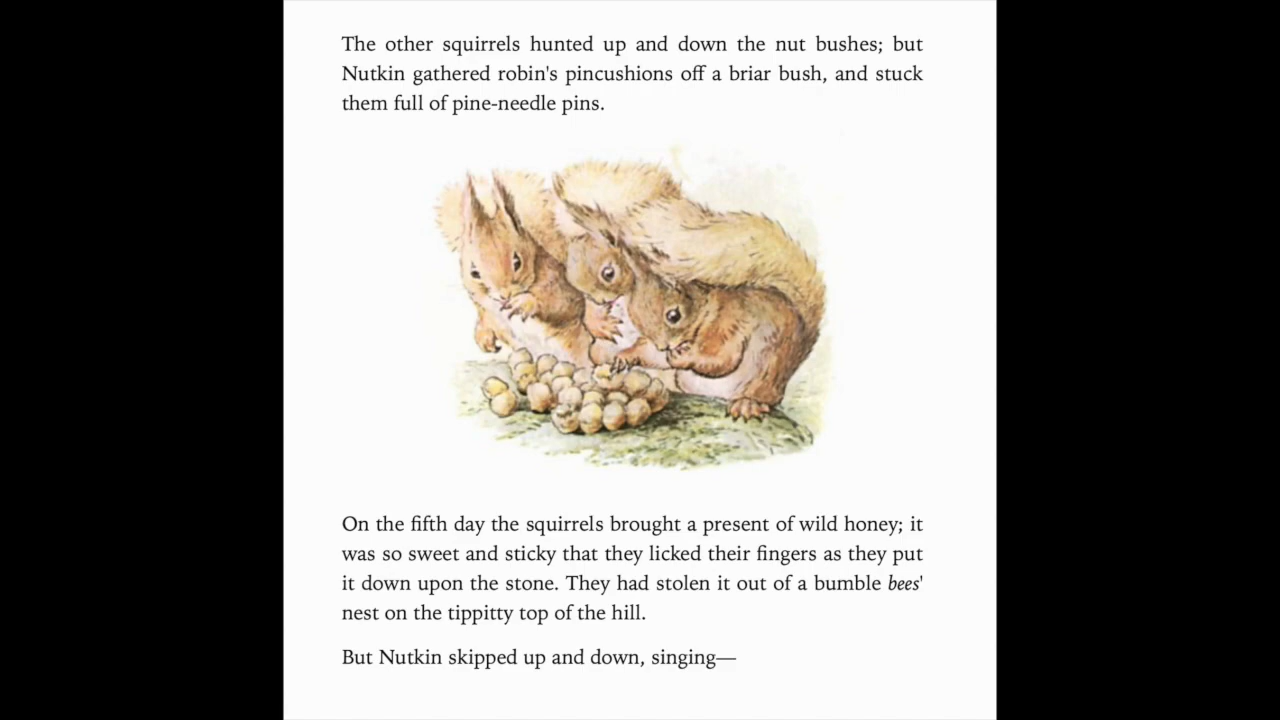 The other squirrels hunted up and down the nut bushes; but
Nutkin gathered robin's pincushions off a briar bush, and stuck
them full of pine-needle pins.
On the fifth day the squirrels brought a present of wild honey; it
was so sweet and sticky that they licked their fingers as they put
it down upon the stone. They had stolen it out of a bumble bees'
nest on the tippitty top of the hill.
But Nutkin skipped up and down, singing—